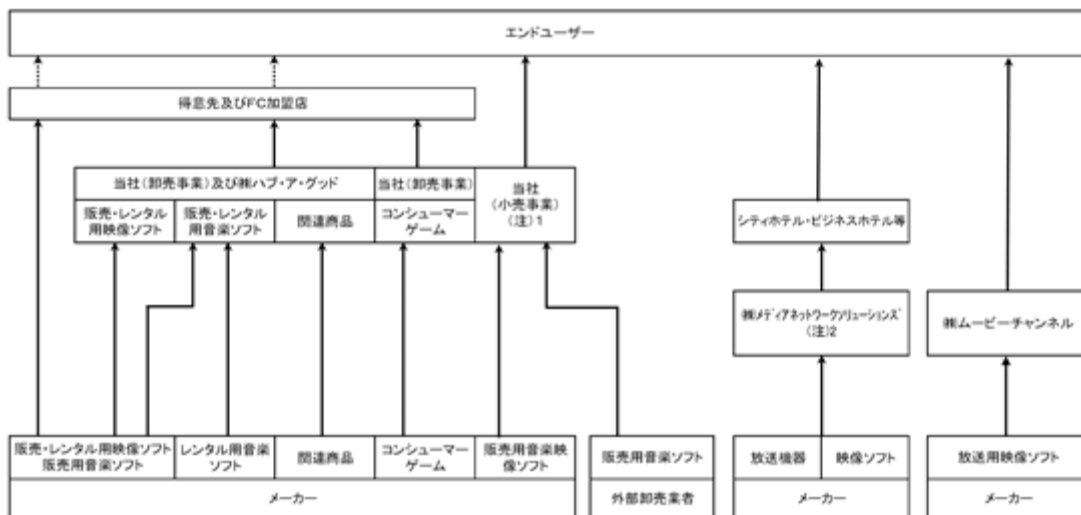 エンドユーザー
得意先及びFC加盟店
当社(卸売事業)及び㈱ハブ・ア・グッド
当社(卸売事業)
当社
(小売事業)
(注)1
販売・レンタル
用映像ソフト
販売・レンタル
用音楽ソフト
関連商品
コンシューマー
ゲーム
シティホテル・ビジネスホテル等
㈱メディアネットワークソリューションズ
(注)2
㈱ムービーチャンネル
販売・レンタル用映像ソフト
販売用音楽ソフト
レンタル用音楽
ソフト
関連商品
コンシューマー
ゲーム
販売用音楽映
像ソフト
メーカー
販売用音楽ソフト
外部卸売業者
放送機器
映像ソフト
メーカー
放送用映像ソフト
メーカー